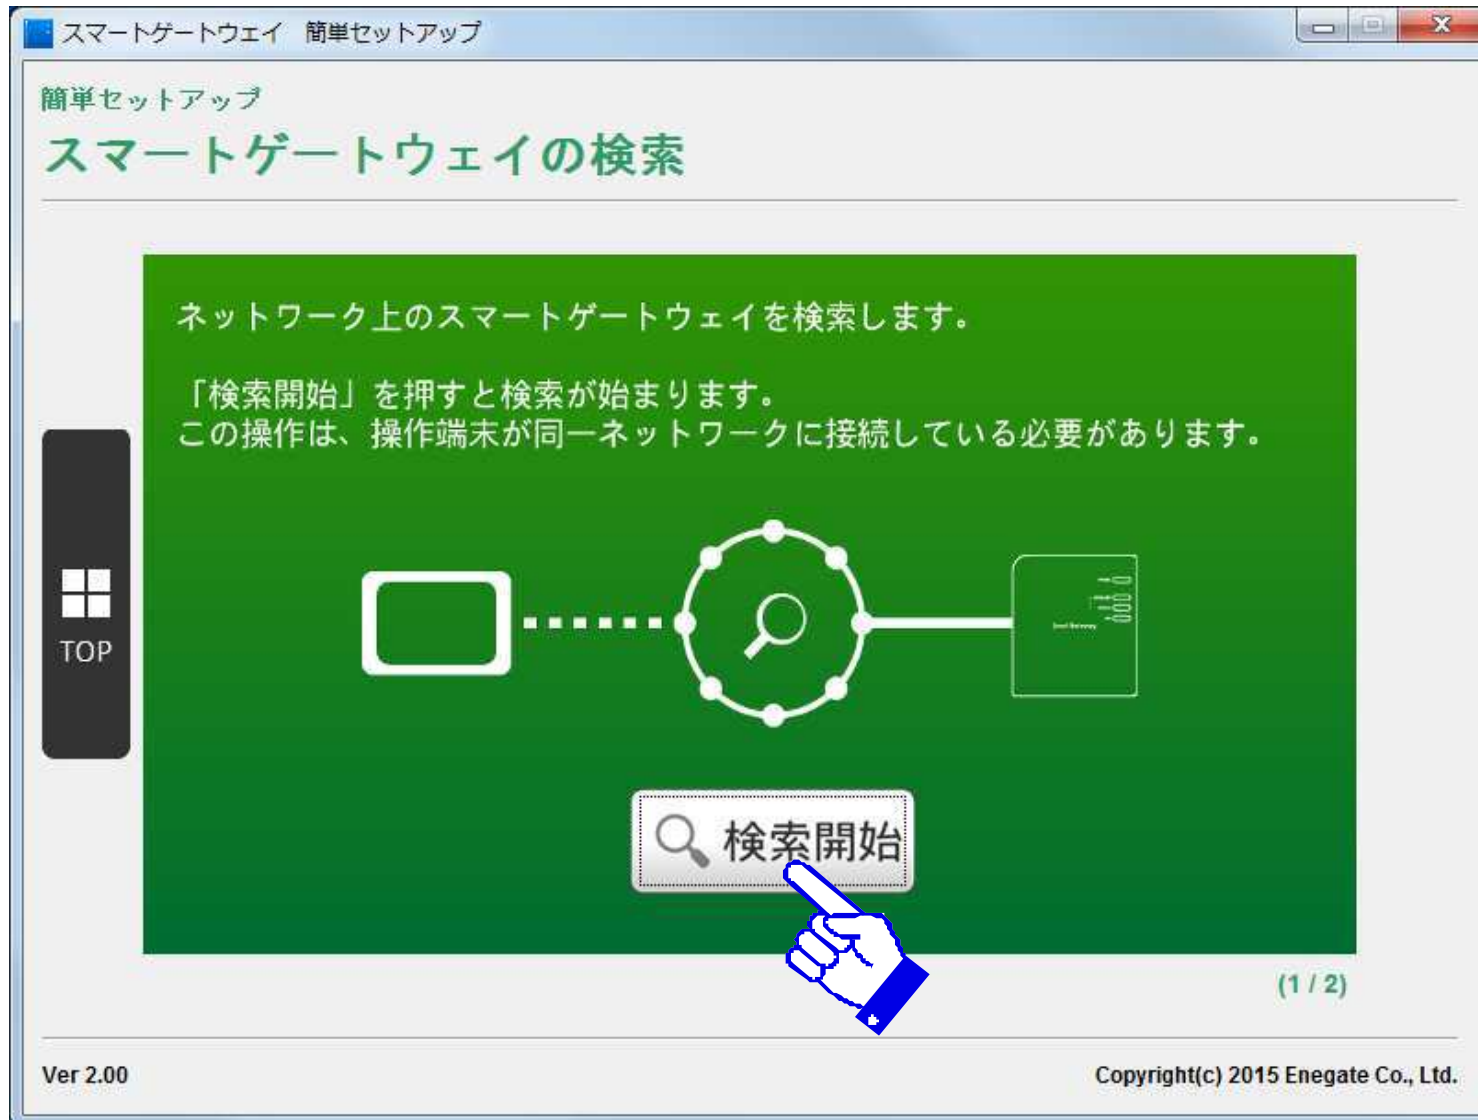 スマートゲートウエイ 簡単セットアップ
簡単セットアップ
スマートゲートウェイの検索
ネットワーク上のスマートゲートウェイを検索します。
「検索開始」を押すと検索が始まります。
この操作は、操作端末が同一ネットワークに接続している必要があります。
TOP
検索開始
(1 / 2)
Ver 2.00
Copyright(c) 2015 Enegate Co., Ltd.